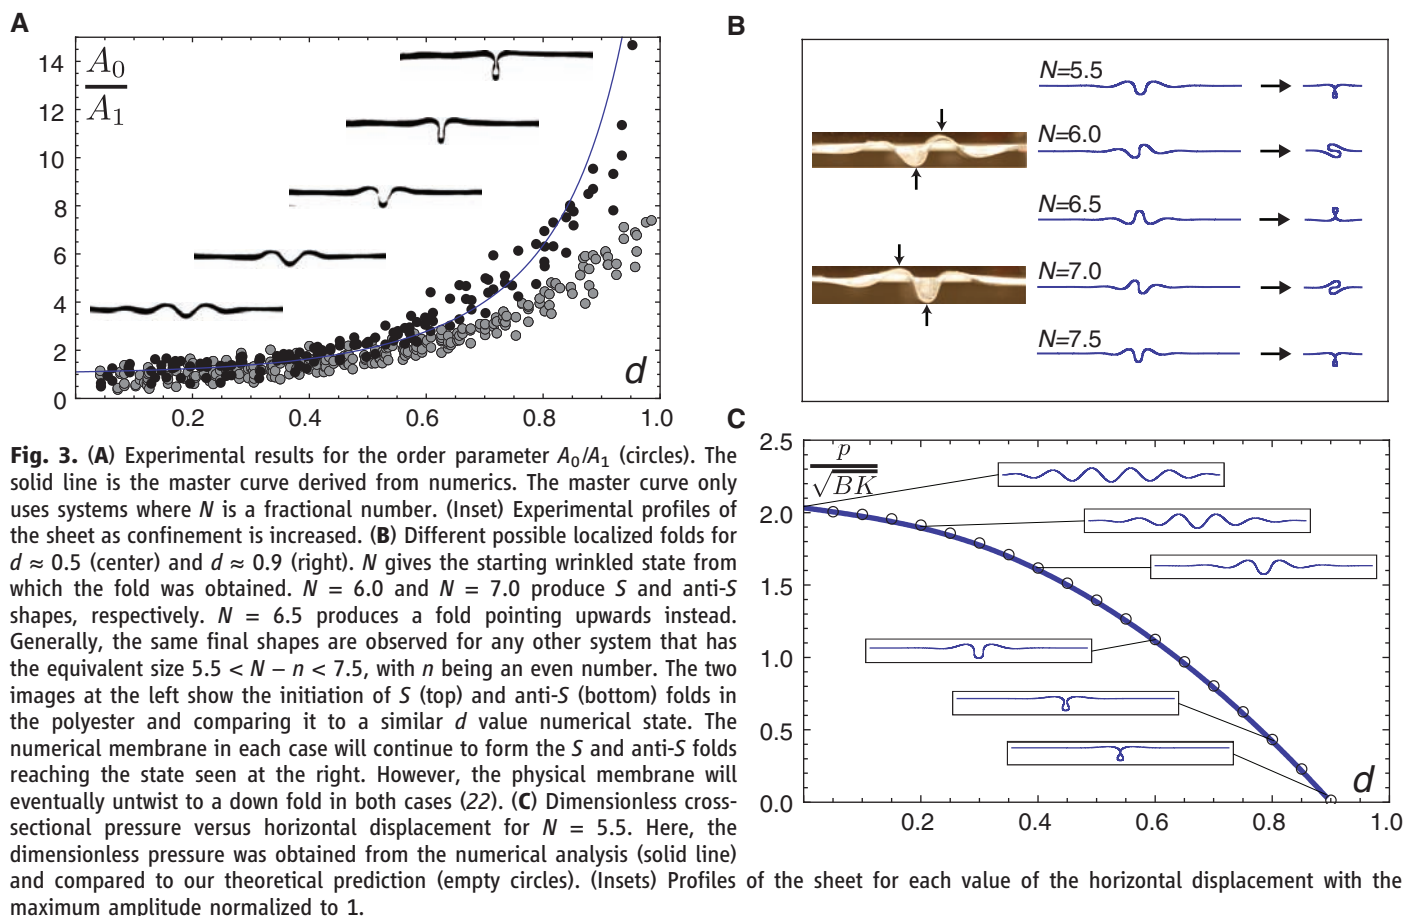 A
A₀
A₁
14
12
10
8
6
4
2
0
0.2
0.4
0.6
0.8
1.0
d
B
N=5.5
N=6.0
N=6.5
N=7.0
N=7.5
C
p
√BK
2.5
2.0
1.5
1.0
0.5
0.0
0.2
0.4
0.6
0.8
1.0
d
Fig. 3. (A) Experimental results for the order parameter A₀/A₁ (circles). The
solid line is the master curve derived from numerics. The master curve only
uses systems where N is a fractional number. (Inset) Experimental profiles of
the sheet as confinement is increased. (B) Different possible localized folds for
d ≈ 0.5 (center) and d ≈ 0.9 (right). N gives the starting wrinkled state from
which the fold was obtained. N = 6.0 and N = 7.0 produce S and anti-S
shapes, respectively. N = 6.5 produces a fold pointing upwards instead.
Generally, the same final shapes are observed for any other system that has
the equivalent size 5.5 < N – n < 7.5, with n being an even number. The two
images at the left show the initiation of S (top) and anti-S (bottom) folds in
the polyester and comparing it to a similar d value numerical state. The
numerical membrane in each case will continue to form the S and anti-S folds
reaching the state seen at the right. However, the physical membrane will
eventually untwist to a down fold in both cases (22). (C) Dimensionless cross-
sectional pressure versus horizontal displacement for N = 5.5. Here, the
dimensionless pressure was obtained from the numerical analysis (solid line)
and compared to our theoretical prediction (empty circles). (Insets) Profiles of the sheet for each value of the horizontal displacement with the
maximum amplitude normalized to 1.